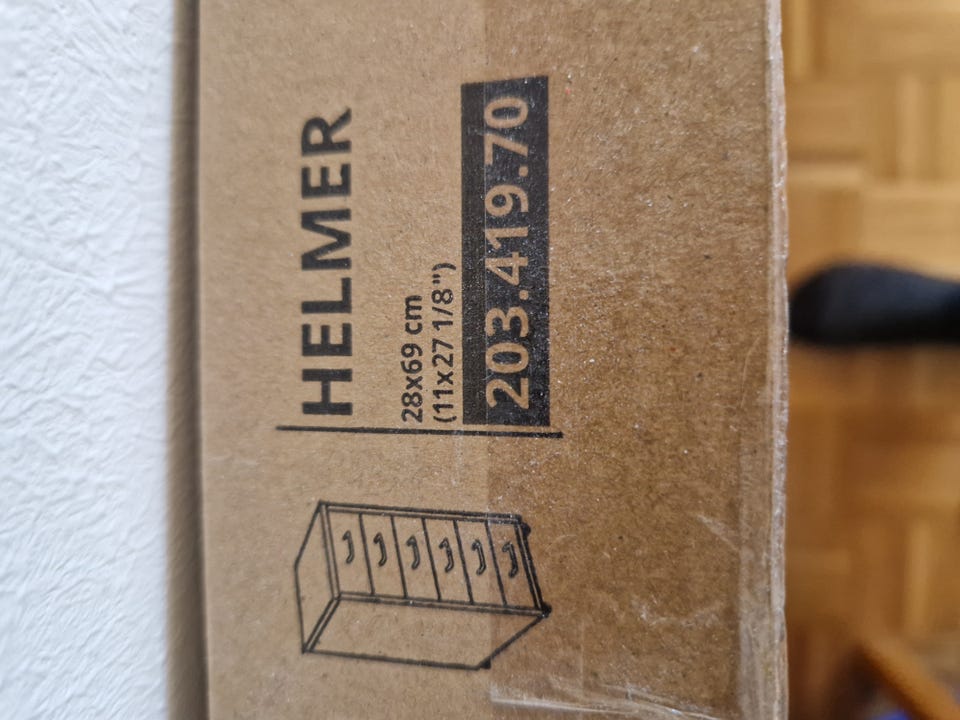 HELMER
28x69 cm
(11x27 1/8")
203.419.70